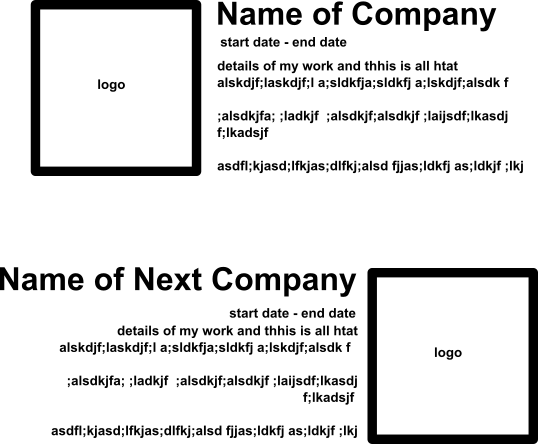 Name of Company
start date - end date
logo
details of my work and thhis is all htat
alskdjf;laskdjf;l a;sldkfja;sldkfj a;lskdjf;alsdk f
;alsdkjfa; ;ladkjf  ;alsdkjf;alsdkjf ;laijsdf;lkasdj
f;lkadsjf
asdfl;kjasd;lfkjas;dlfkj;alsd fjjas;ldkfj as;ldkjf ;lkj
Name of Next Company
start date - end date
details of my work and thhis is all htat
alskdjf;laskdjf;l a;sldkfja;sldkfj a;lskdjf;alsdk f
logo
;alsdkjfa; ;ladkjf  ;alsdkjf;alsdkjf ;laijsdf;lkasdj
f;lkadsjf
asdfl;kjasd;lfkjas;dlfkj;alsd fjjas;ldkfj as;ldkjf ;lkj